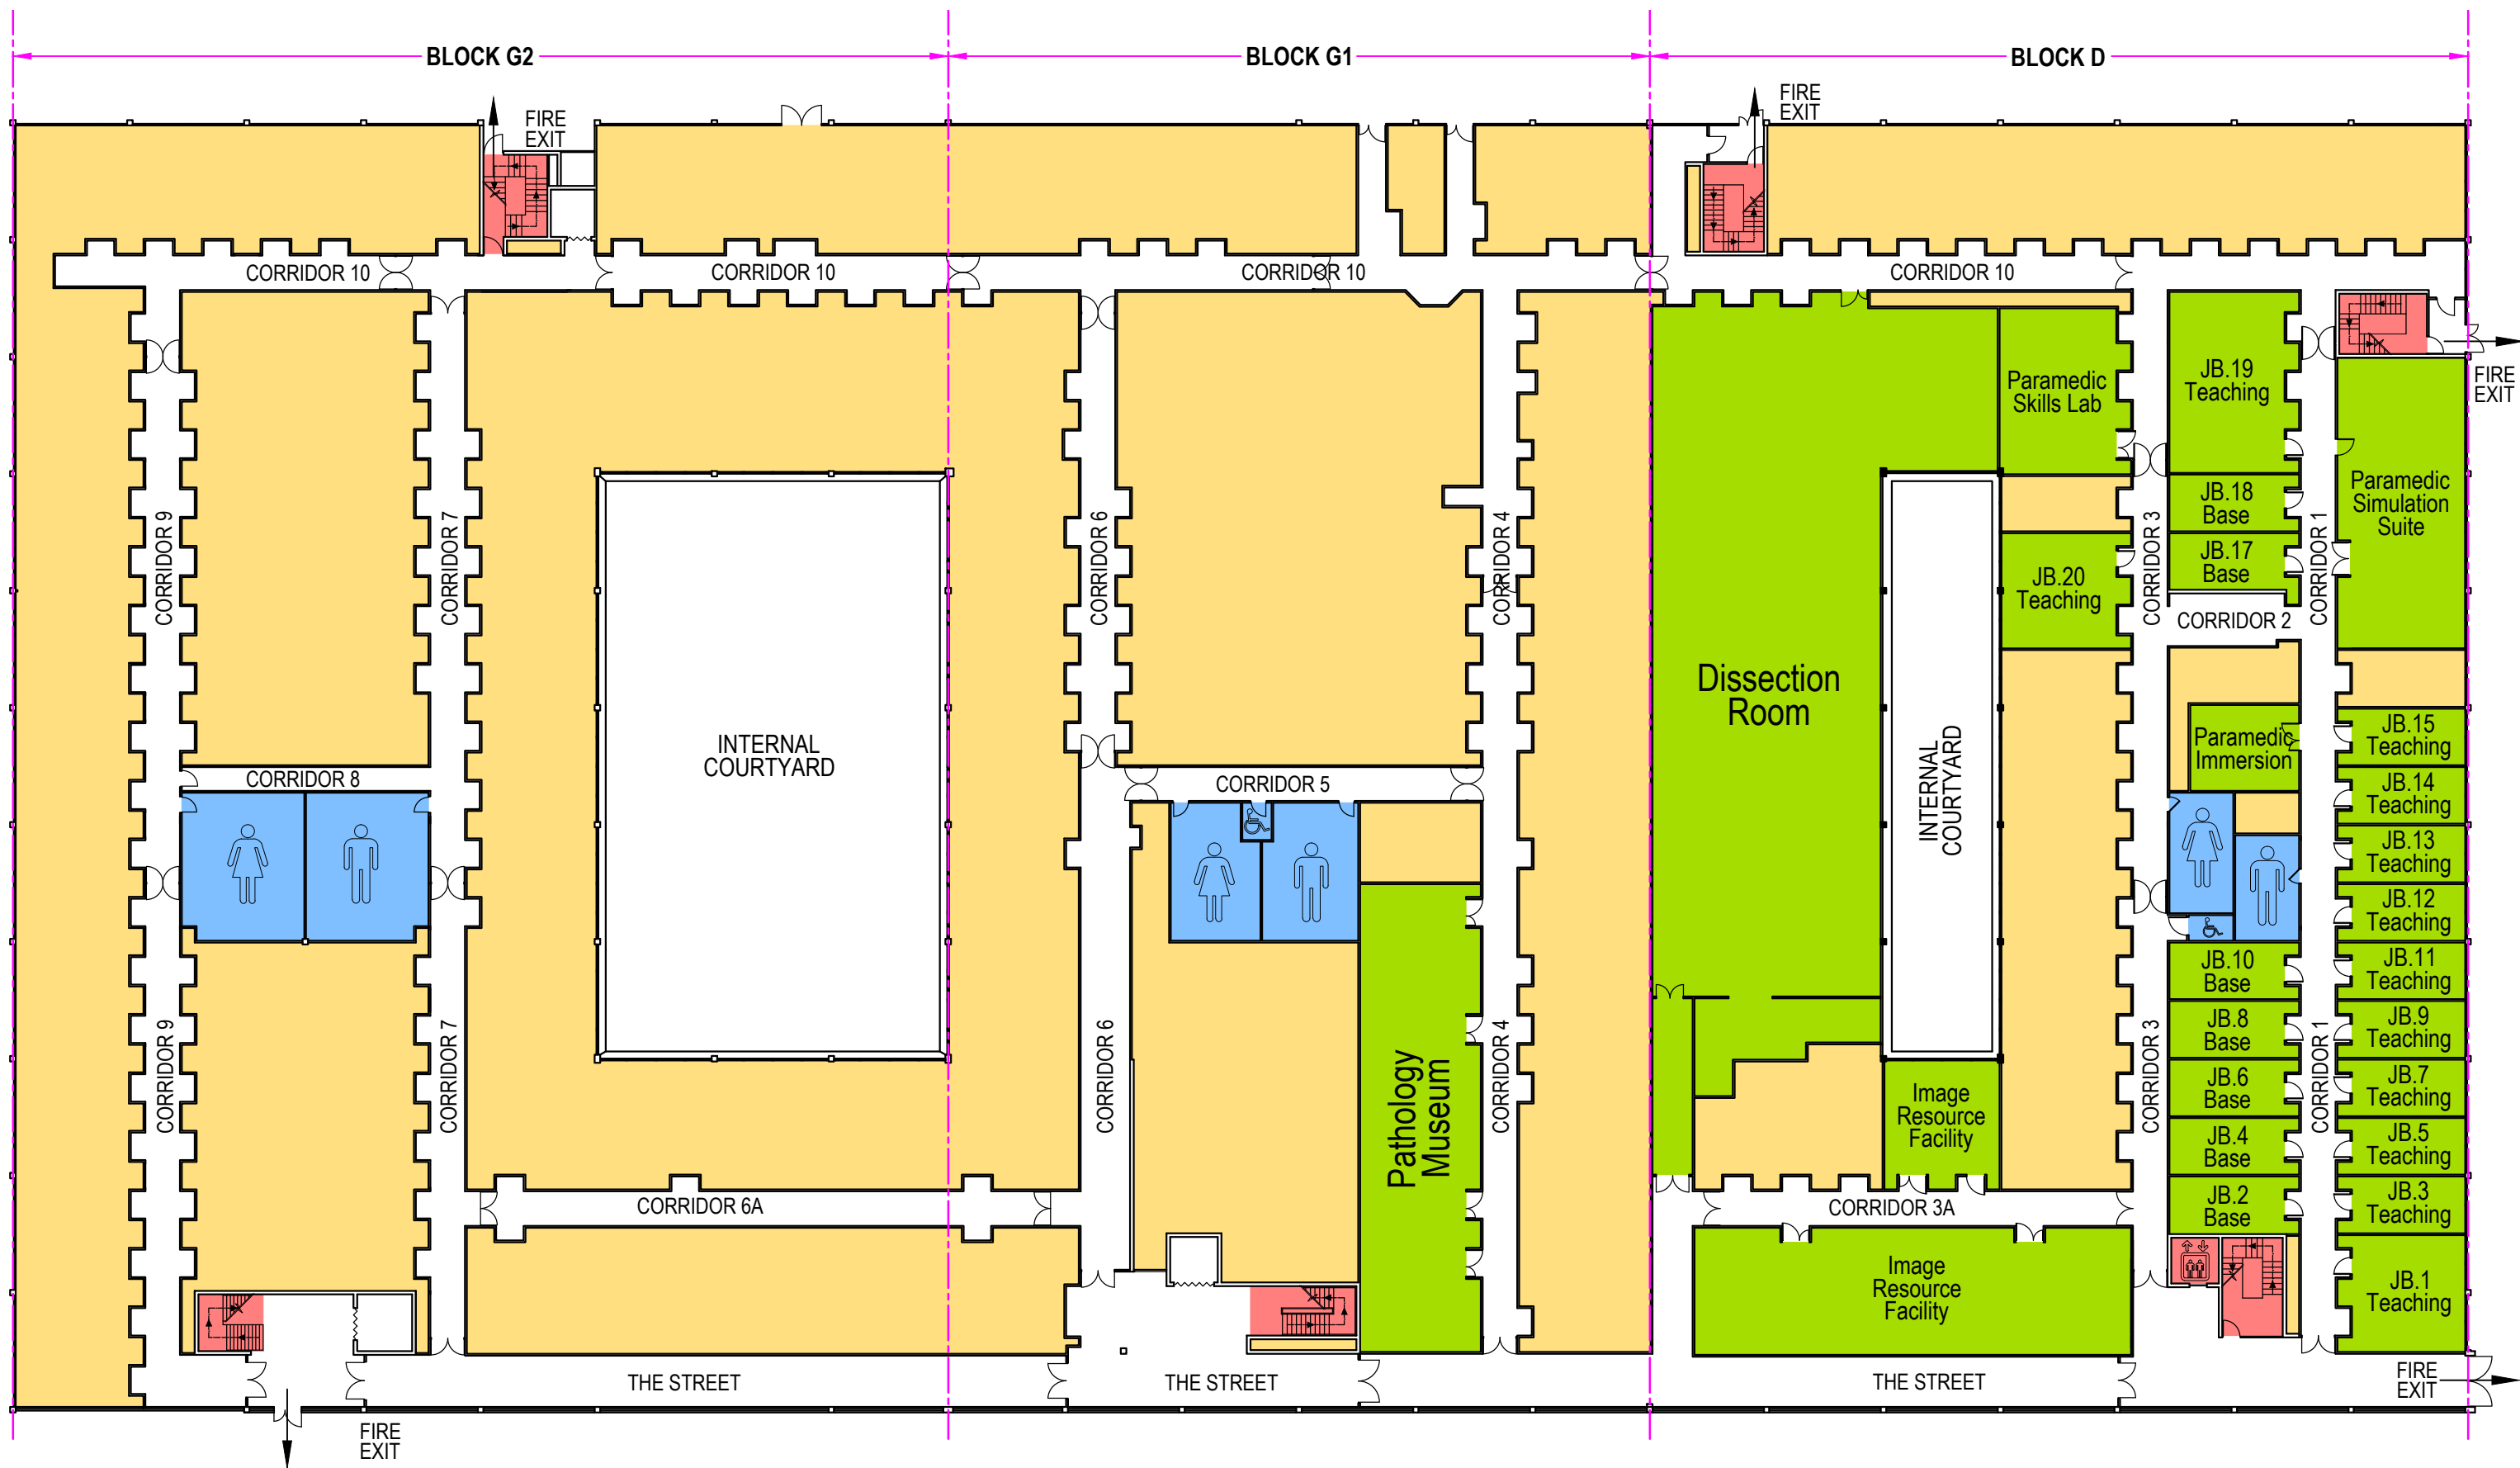 BLOCK G2
BLOCK G1
BLOCK D
FIRE
EXIT
FIRE
EXIT
CORRIDOR 10
CORRIDOR 10
CORRIDOR 10
CORRIDOR 10
FIRE
EXIT
JB.19
Teaching
Paramedic
Skills Lab
Paramedic
Simulation
Suite
JB.18
Base
JB.17
Base
JB.20
Teaching
CORRIDOR 9
CORRIDOR 7
CORRIDOR 6
CORRIDOR 4
CORRIDOR 3
CORRIDOR 1
CORRIDOR 2
Dissection
Room
INTERNAL
COURTYARD
INTERNAL
COURTYARD
Paramedic
Immersion
JB.15
Teaching
CORRIDOR 8
CORRIDOR 5
JB.14
Teaching
JB.13
Teaching
JB.12
Teaching
JB.10
Base
JB.11
Teaching
JB.8
Base
JB.9
Teaching
CORRIDOR 9
CORRIDOR 7
CORRIDOR 6
Pathology
Museum
CORRIDOR 4
CORRIDOR 3
CORRIDOR 1
Image
Resource
Facility
JB.6
Base
JB.7
Teaching
JB.4
Base
JB.5
Teaching
JB.2
Base
JB.3
Teaching
CORRIDOR 6A
CORRIDOR 3A
Image
Resource
Facility
JB.1
Teaching
THE STREET
THE STREET
THE STREET
FIRE
EXIT
FIRE
EXIT